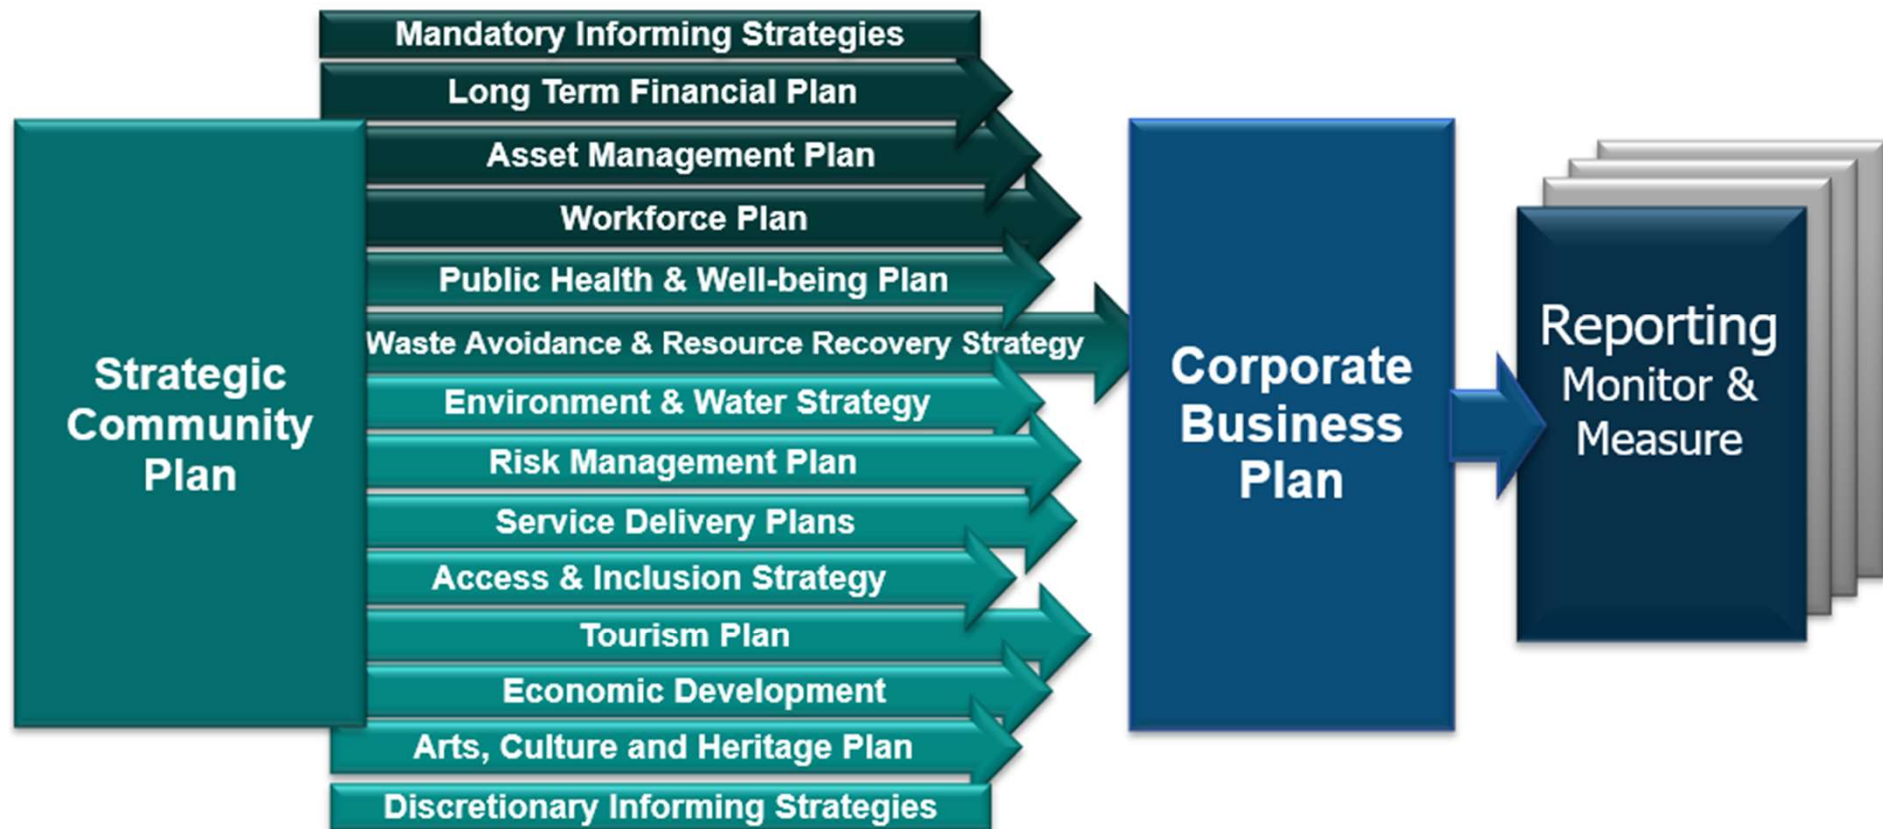 Strategic
Community
Plan
Mandatory Informing Strategies
Long Term Financial Plan
Asset Management Plan
Workforce Plan
Public Health & Well-being Plan
Waste Avoidance & Resource Recovery Strategy
Environment & Water Strategy
Risk Management Plan
Service Delivery Plans
Access & Inclusion Strategy
Tourism Plan
Economic Development
Arts, Culture and Heritage Plan
Discretionary Informing Strategies
Corporate
Business
Plan
Reporting
Monitor &
Measure